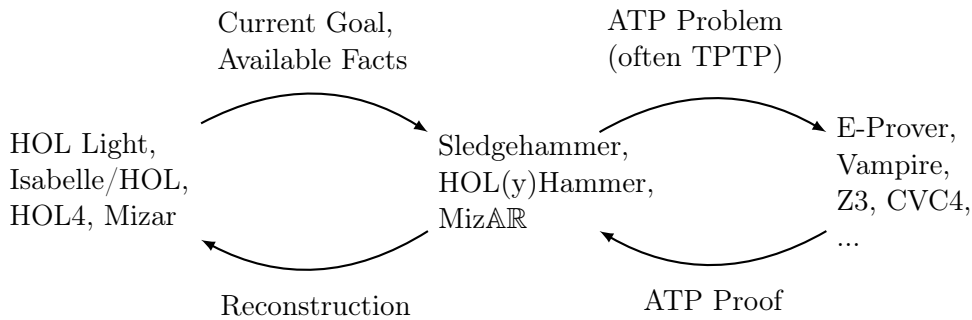 Current Goal,
Available Facts
ATP Problem
(often TPTP)
HOL Light,
Isabelle/HOL,
HOL4, Mizar
Sledgehammer,
HOL(y)Hammer,
Miz𝔸ℝ
E-Prover,
Vampire,
Z3, CVC4,
...
Reconstruction
ATP Proof